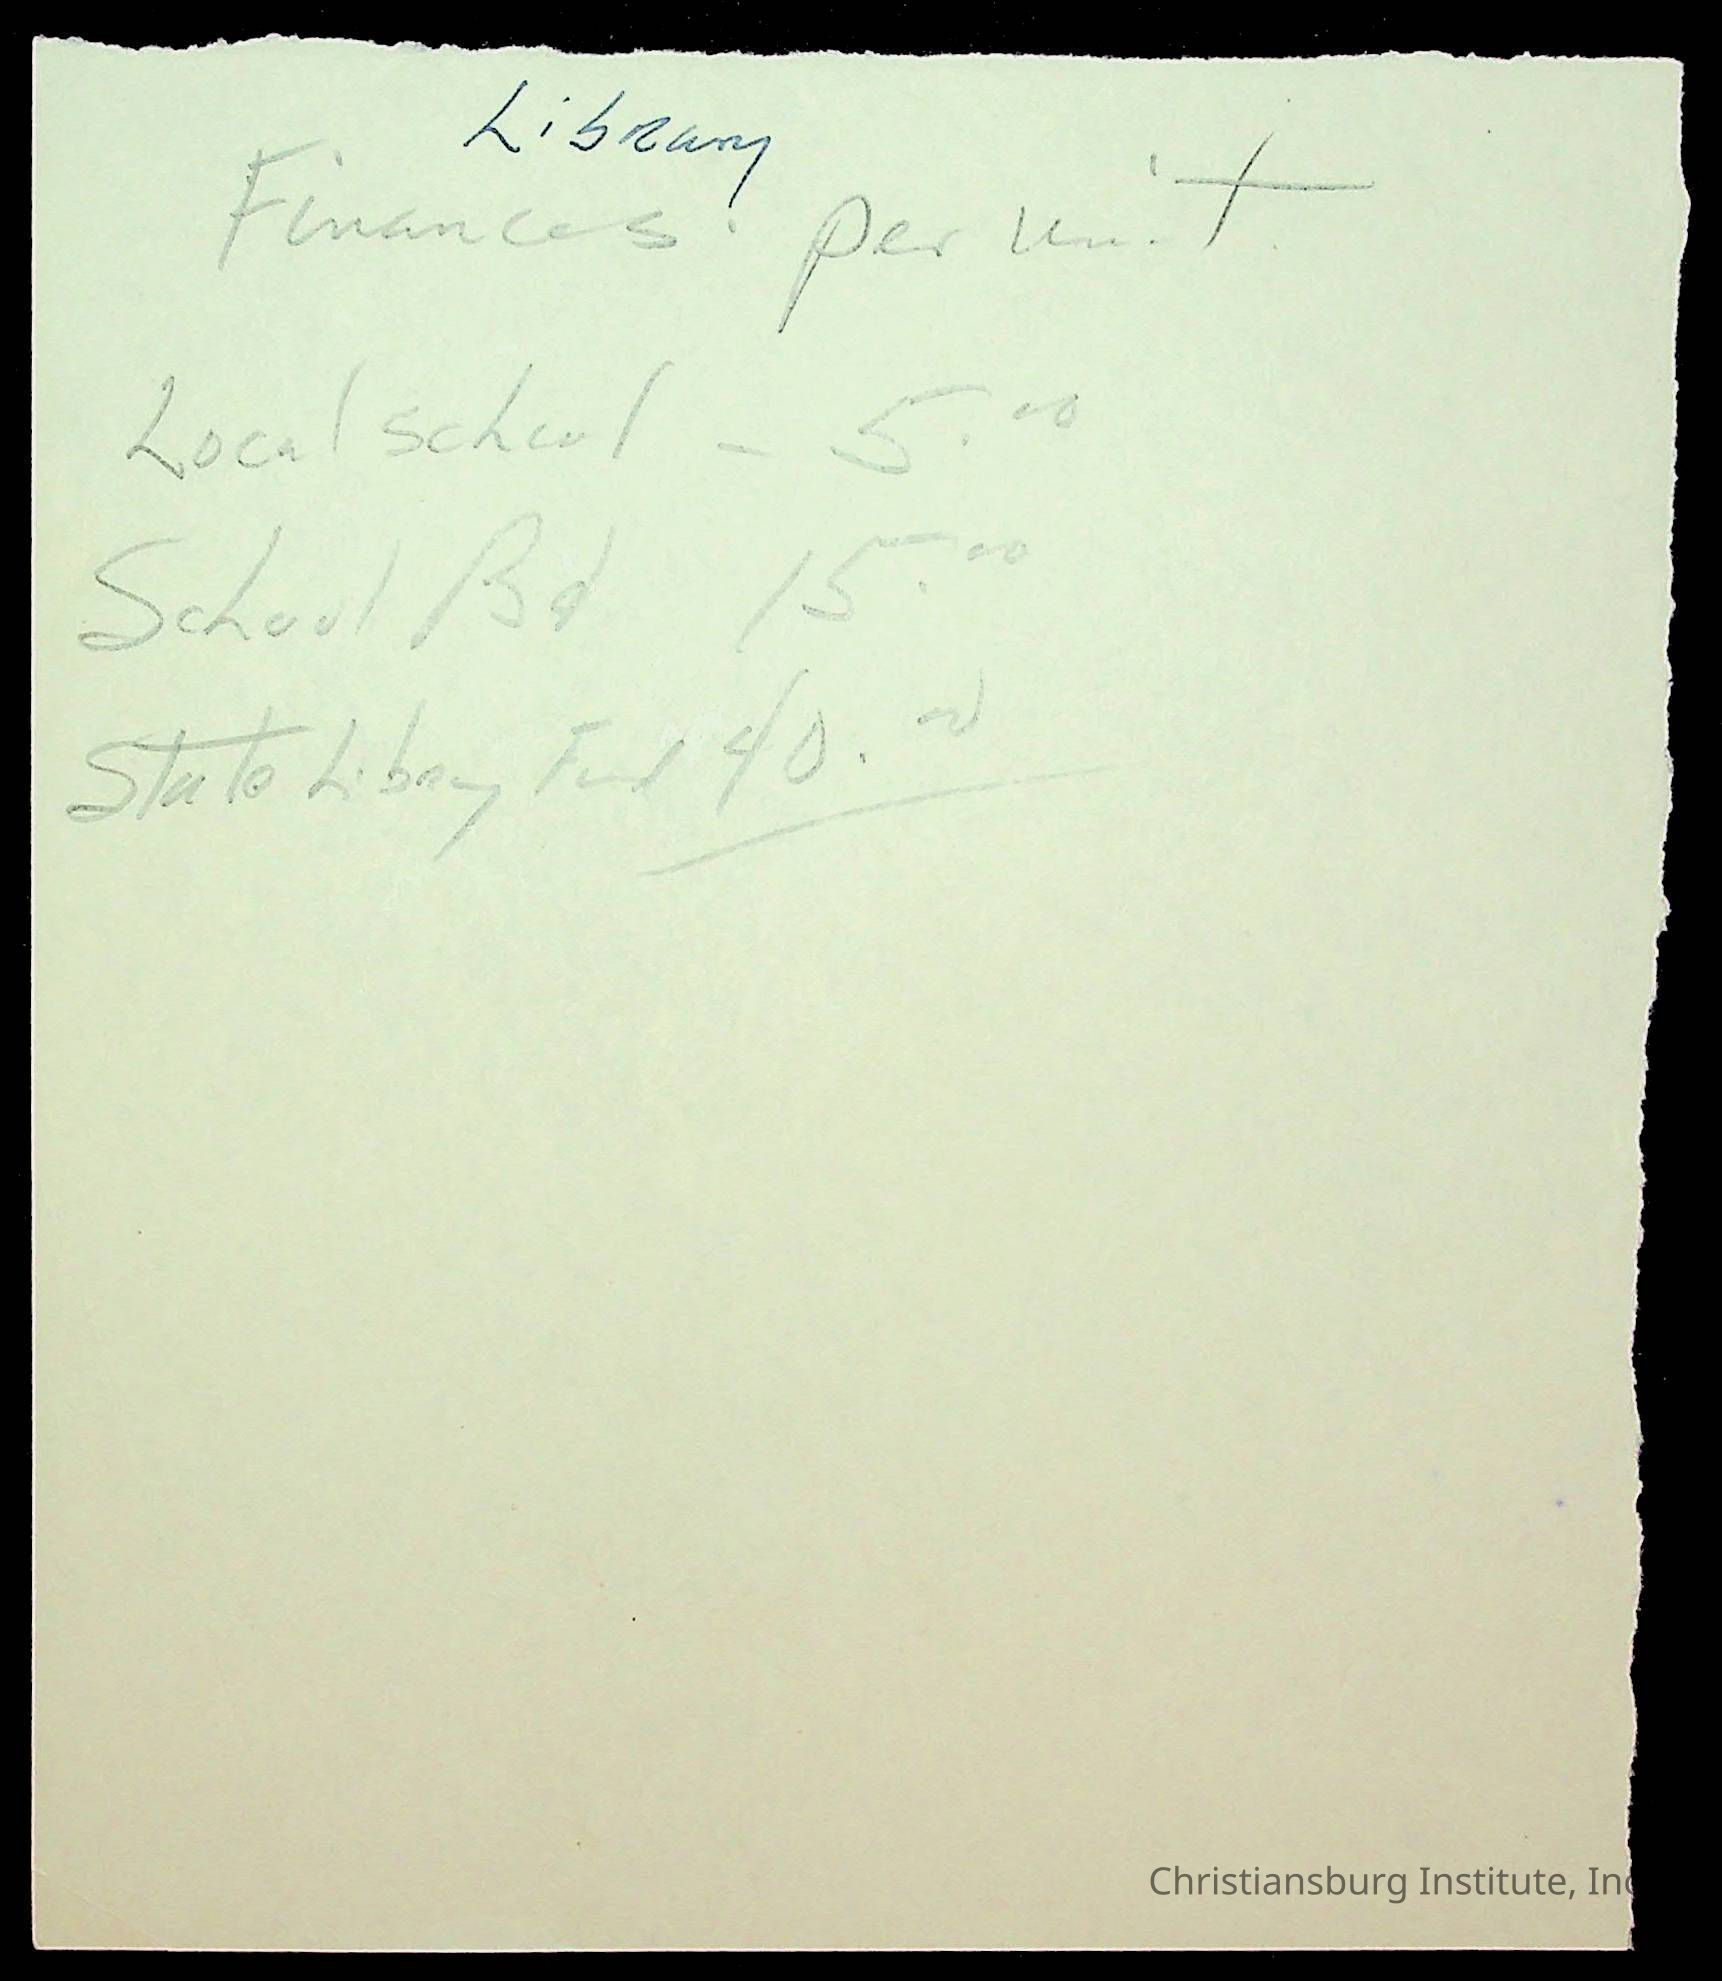 Library
Finances. per unit
Local school - 5.00
School Bd 15.00
State Library Fund 40.00
Christiansburg Institute, Inc